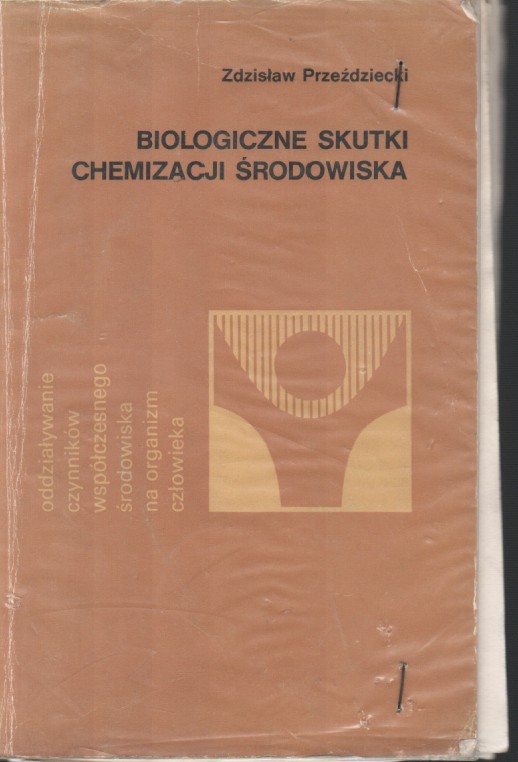 Zdzisław Przeździecki
BIOLOGICZNE SKUTKI
CHEMIZACJI ŚRODOWISKA
oddziaływanie
czynników
współczesnego
środowiska
na organizm
człowieka